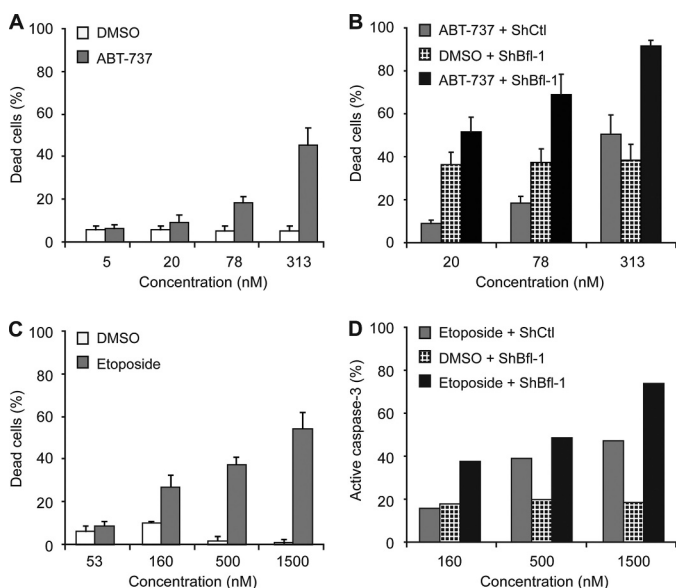 A
DMSO
ABT-737
Dead cells (%)
100
80
60
40
20
0
5 20 78 313
Concentration (nM)
B
ABT-737 + ShCtl
DMSO + ShBfl-1
ABT-737 + ShBfl-1
Dead cells (%)
100
80
60
40
20
0
20 78 313
Concentration (nM)
C
DMSO
Etoposide
Dead cells (%)
100
80
60
40
20
0
53 160 500 1500
Concentration (nM)
D
Etoposide + ShCtl
DMSO + ShBfl-1
Etoposide + ShBfl-1
Active caspase-3 (%)
100
80
60
40
20
0
160 500 1500
Concentration (nM)